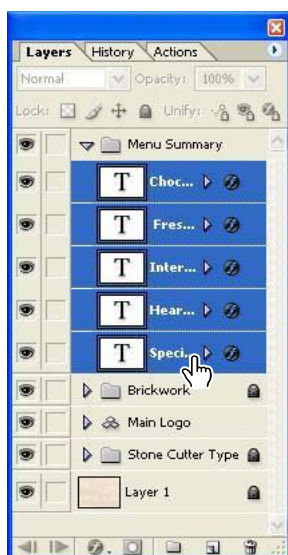 Layers History Actions
Normal Opacity: 100%
Lock: Unify:
Menu Summary
T Choc...
T Fres...
T Inter...
T Hear...
T Speci...
Brickwork
Main Logo
Stone Cutter Type
Layer 1